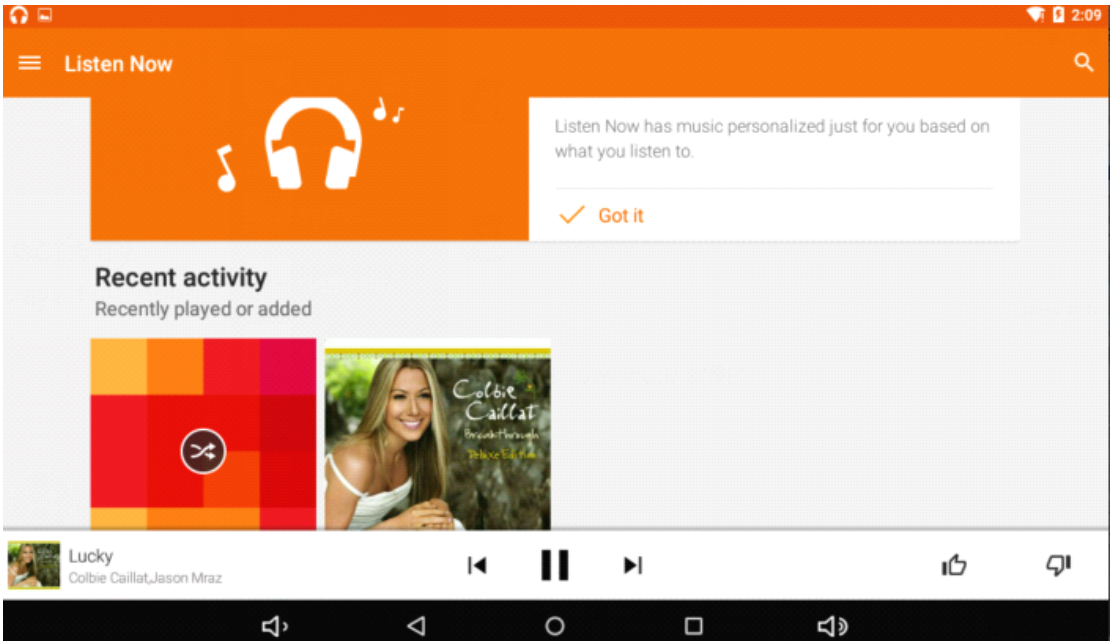 2:09
Listen Now
Listen Now has music personalized just for you based on
what you listen to.
Got it
Recent activity
Recently played or added
Colbie
Caillat
Breakthrough
Deluxe Edition
Lucky
Colbie Caillat,Jason Mraz